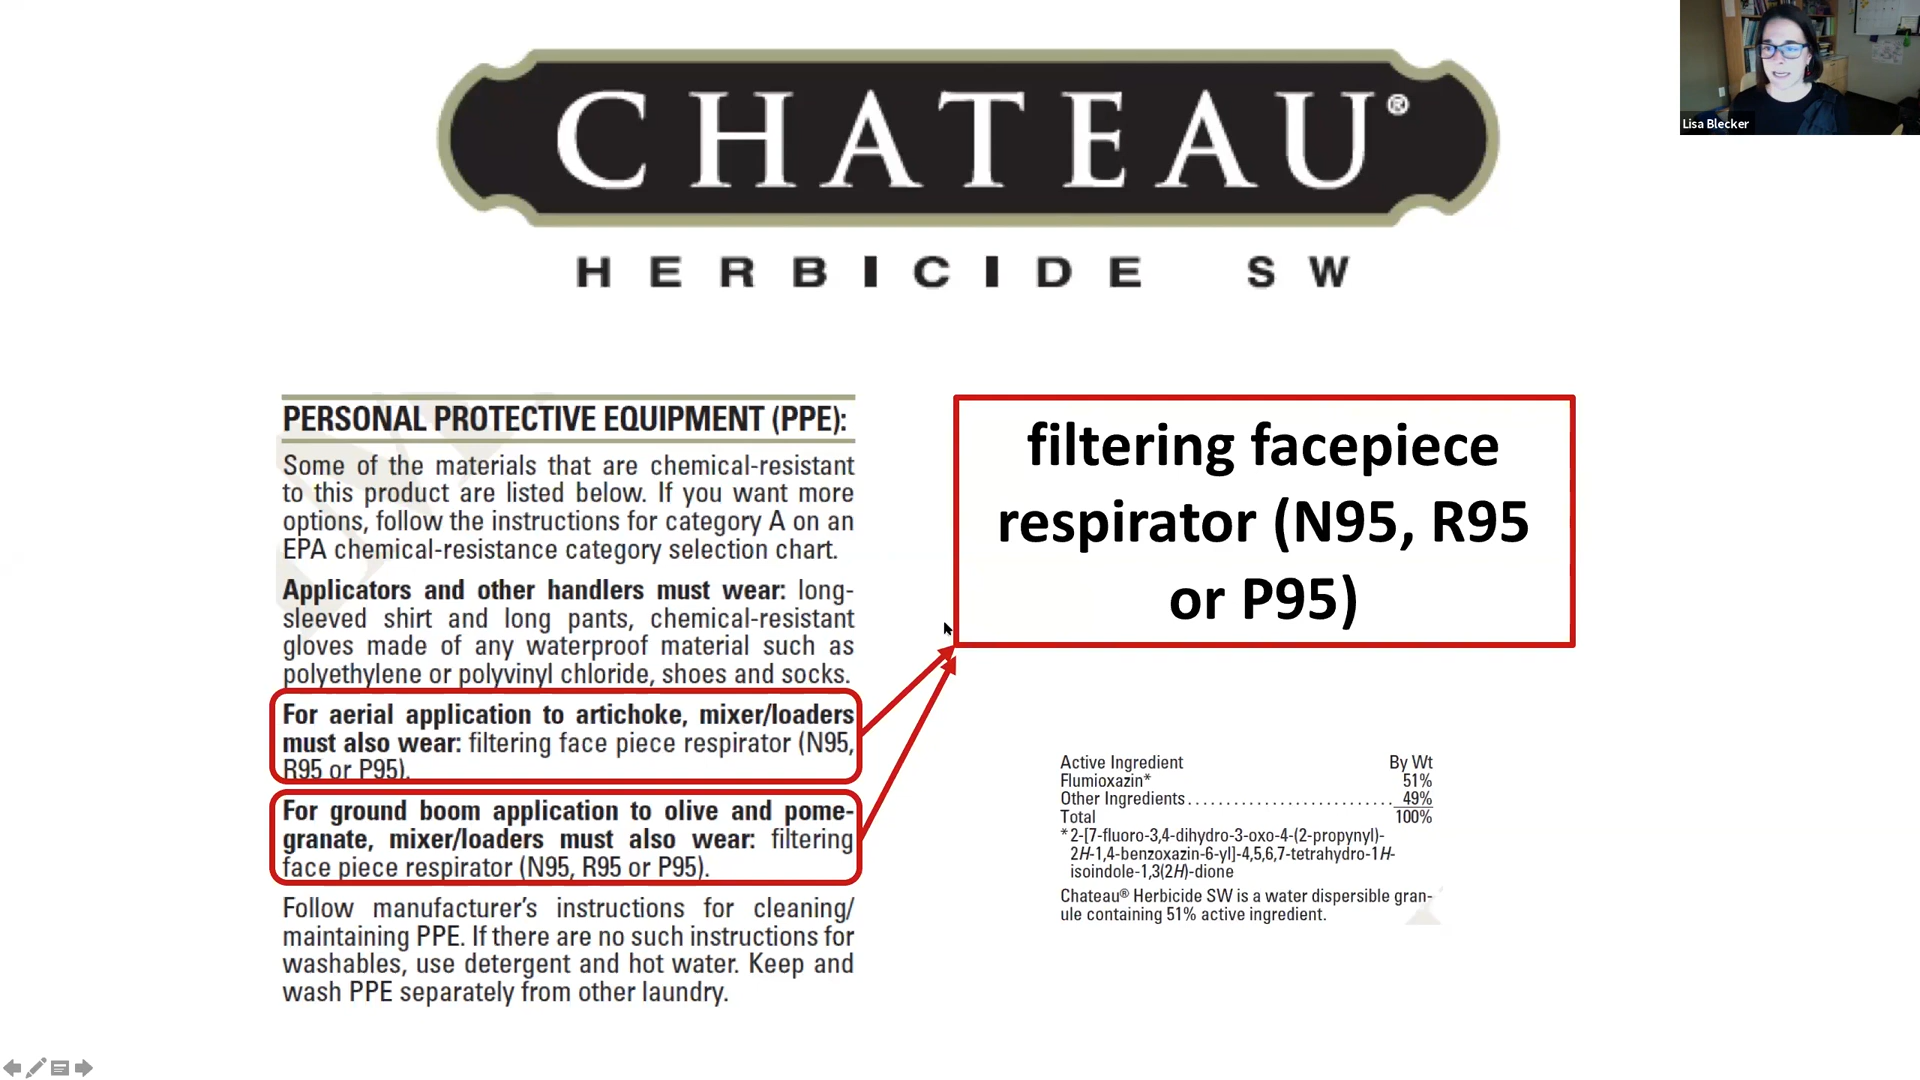 CHATEAU®
HERBICIDE SW
Lisa Blecker
PERSONAL PROTECTIVE EQUIPMENT (PPE):
Some of the materials that are chemical-resistant
to this product are listed below. If you want more
options, follow the instructions for category A on an
EPA chemical-resistance category selection chart.
Applicators and other handlers must wear: long-
sleeved shirt and long pants, chemical-resistant
gloves made of any waterproof material such as
polyethylene or polyvinyl chloride, shoes and socks.
For aerial application to artichoke, mixer/loaders
must also wear: filtering face piece respirator (N95,
R95 or P95).
For ground boom application to olive and pome-
granate, mixer/loaders must also wear: filtering
face piece respirator (N95, R95 or P95).
Follow manufacturer's instructions for cleaning/
maintaining PPE. If there are no such instructions for
washables, use detergent and hot water. Keep and
wash PPE separately from other laundry.
filtering facepiece
respirator (N95, R95
or P95)
Active Ingredient By Wt
Flumioxazin* 51%
Other Ingredients........................... 49%
Total 100%
*2-[7-fluoro-3,4-dihydro-3-oxo-4-(2-propynyl)-
2H-1,4-benzoxazin-6-yl]-4,5,6,7-tetrahydro-1H-
isoindole-1,3(2H)-dione
Chateau® Herbicide SW is a water dispersible gran-
ule containing 51% active ingredient.